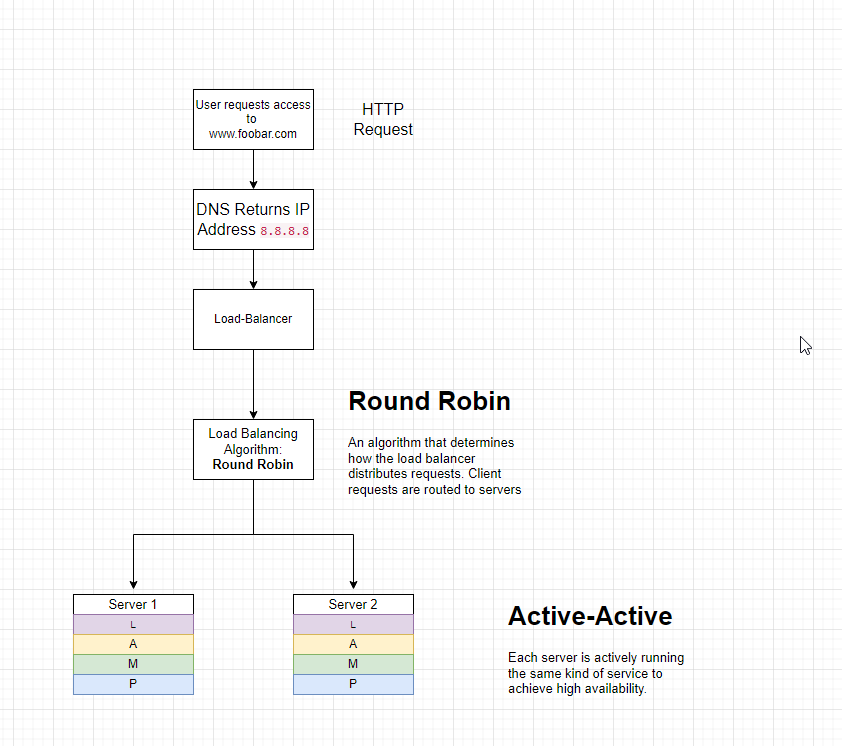 User requests access
to
www.foobar.com
HTTP
Request
DNS Returns IP
Address 8.8.8.8
Load-Balancer
Load Balancing
Algorithm:
Round Robin
Round Robin
An algorithm that determines
how the load balancer
distributes requests. Client
requests are routed to servers
Server 1
L
A
M
P
Server 2
L
A
M
P
Active-Active
Each server is actively running
the same kind of service to
achieve high availability.